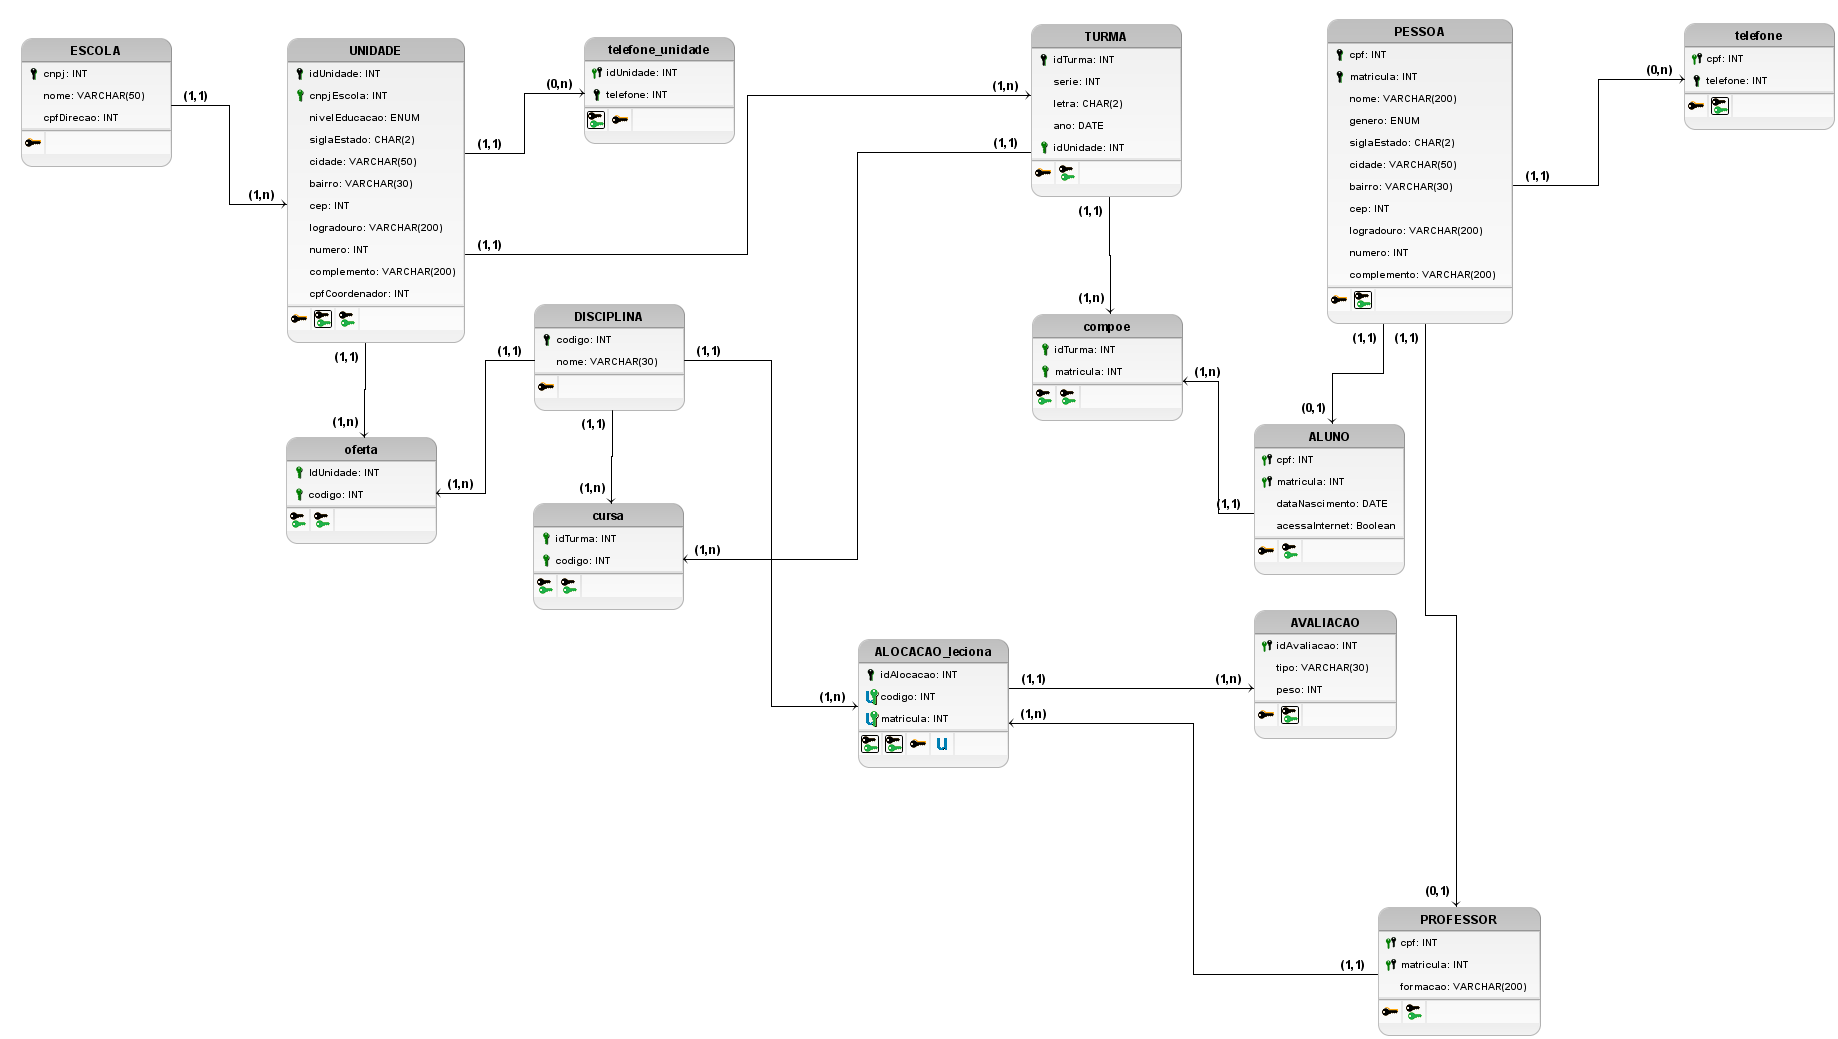 ESCOLA
cnpj: INT
nome: VARCHAR(50)
cpfDirecao: INT
(1,1)
(1,n)
UNIDADE
idUnidade: INT
cnpjEscola: INT
nivelEducacao: ENUM
siglaEstado: CHAR(2)
cidade: VARCHAR(50)
bairro: VARCHAR(30)
cep: INT
logradouro: VARCHAR(200)
numero: INT
complemento: VARCHAR(200)
cpfCoordenador: INT
(1,1)
(0,n)
telefone_unidade
idUnidade: INT
telefone: INT
(1,1)
(1,n)
TURMA
idTurma: INT
serie: INT
letra: CHAR(2)
ano: DATE
idUnidade: INT
(1,1)
(1,1)
(1,n)
PESSOA
cpf: INT
matricula: INT
nome: VARCHAR(200)
genero: ENUM
siglaEstado: CHAR(2)
cidade: VARCHAR(50)
bairro: VARCHAR(30)
cep: INT
logradouro: VARCHAR(200)
numero: INT
complemento: VARCHAR(200)
(1,1)
(0,n)
telefone
cpf: INT
telefone: INT
(1,1)
(1,1)
(0,1)
(1,1)
(1,n)
DISCIPLINA
codigo: INT
nome: VARCHAR(30)
(1,1)
(1,1)
(1,1)
(1,n)
(1,n)
compoe
idTurma: INT
matricula: INT
(1,n)
(1,1)
ALUNO
cpf: INT
matricula: INT
dataNascimento: DATE
acessaInternet: Boolean
oferta
IdUnidade: INT
codigo: INT
cursa
idTurma: INT
codigo: INT
(1,n)
(1,n)
ALOCACAO_leciona
idAlocacao: INT
codigo: INT
matricula: INT
u
(1,1)
(1,n)
(1,n)
AVALIACAO
idAvaliacao: INT
tipo: VARCHAR(30)
peso: INT
(0,1)
(1,1)
PROFESSOR
cpf: INT
matricula: INT
formacao: VARCHAR(200)